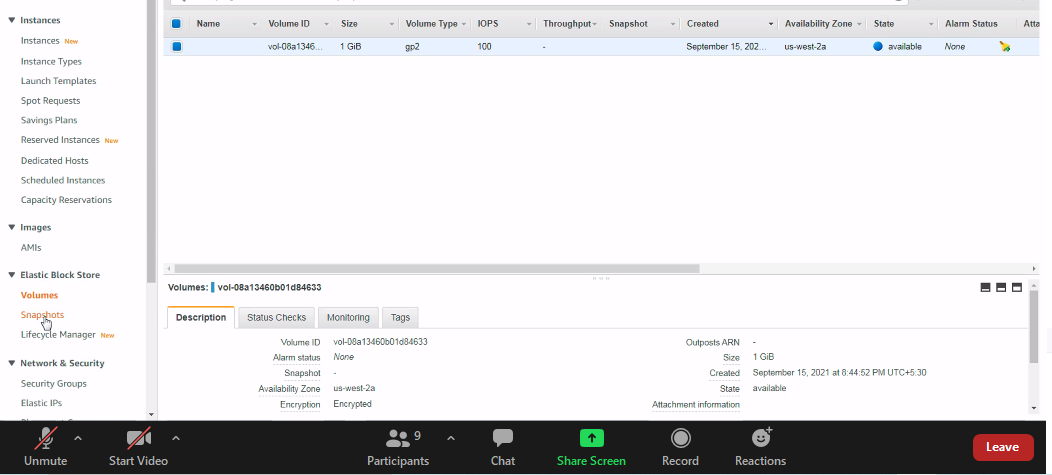 Instances
Instances New
Instance Types
Launch Templates
Spot Requests
Savings Plans
Reserved Instances New
Dedicated Hosts
Scheduled Instances
Capacity Reservations
Images
AMIs
Elastic Block Store
Volumes
Snapshots
Lifecycle Manager New
Network & Security
Security Groups
Elastic IPs
Name Volume ID Size Volume Type IOPS Throughput Snapshot Created Availability Zone State Alarm Status
vol-08a1346... 1 GiB gp2 100 - September 15, 202... us-west-2a available None
Volumes: vol-08a13460b01d84633
Description Status Checks Monitoring Tags
Volume ID vol-08a13460b01d84633 Outposts ARN -
Alarm status None Size 1 GiB
Snapshot - Created September 15, 2021 at 8:44:52 PM UTC+5:30
Availability Zone us-west-2a State available
Encryption Encrypted Attachment information
9
Unmute Start Video Participants Chat Share Screen Record Reactions Leave